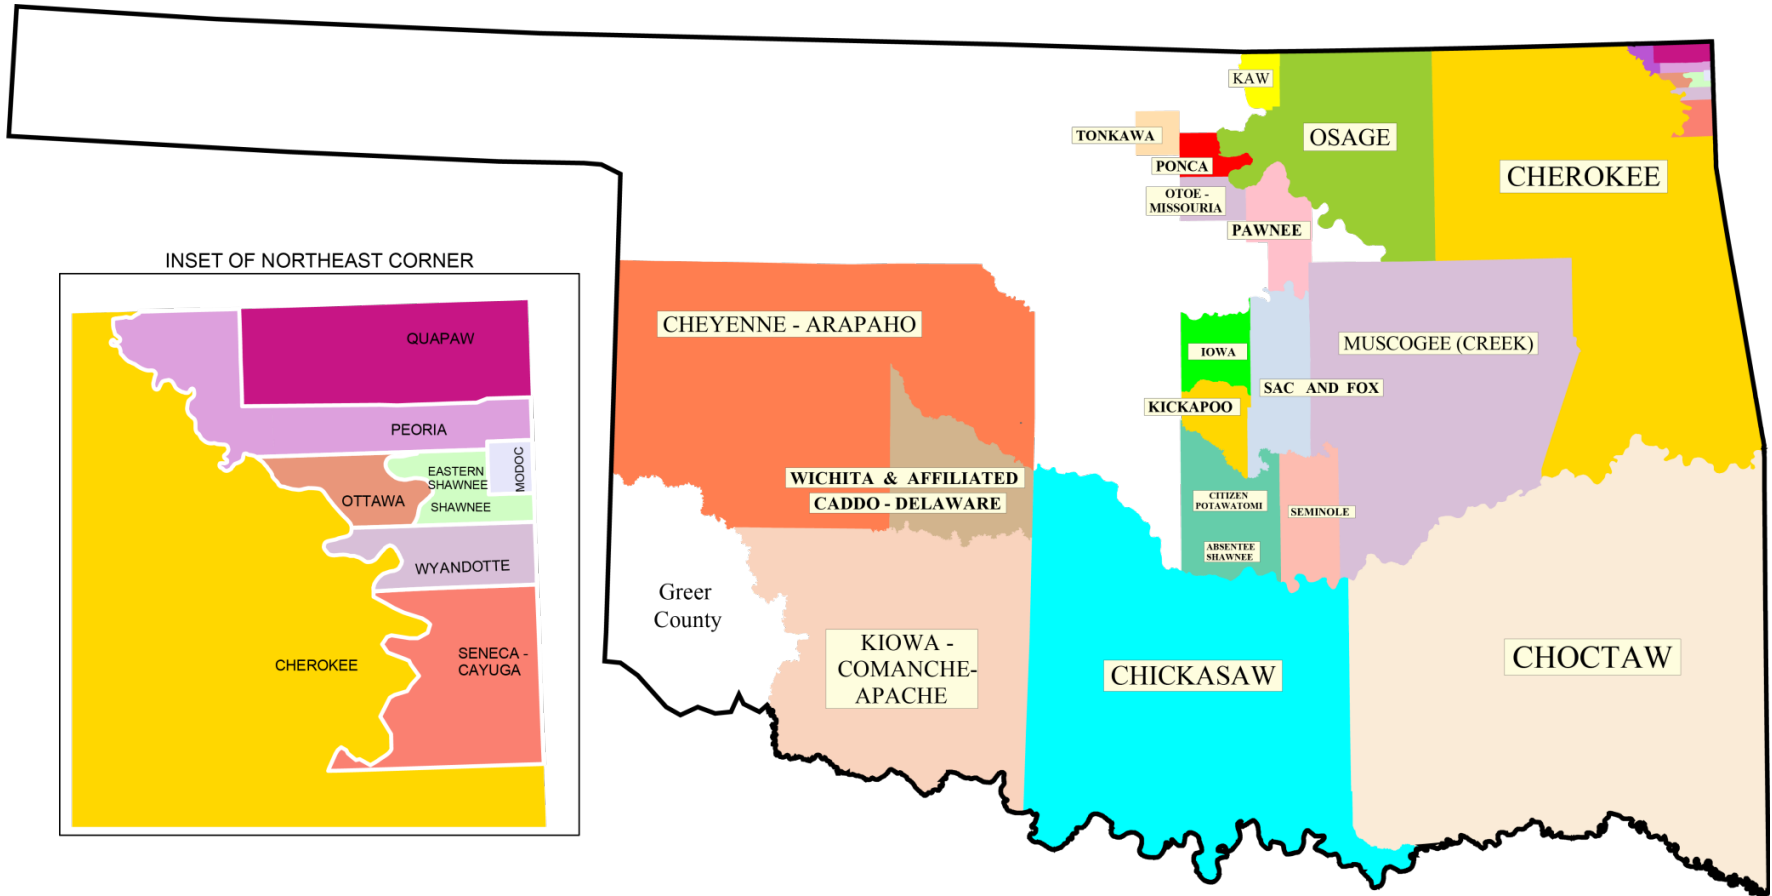 KAW
TONKAWA
OSAGE
PONCA
CHEROKEE
OTOE -
MISSOURIA
PAWNEE
INSET OF NORTHEAST CORNER
QUAPAW
PEORIA
EASTERN
SHAWNEE
MODOC
OTTAWA
SHAWNEE
WYANDOTTE
CHEROKEE
SENECA -
CAYUGA
CHEYENNE - ARAPAHO
MUSCOGEE (CREEK)
IOWA
SAC AND FOX
KICKAPOO
WICHITA & AFFILIATED
CADDO - DELAWARE
CITIZEN
POTAWATOMI
SEMINOLE
ABSENTEE
SHAWNEE
Greer
County
KIOWA -
COMANCHE-
APACHE
CHICKASAW
CHOCTAW